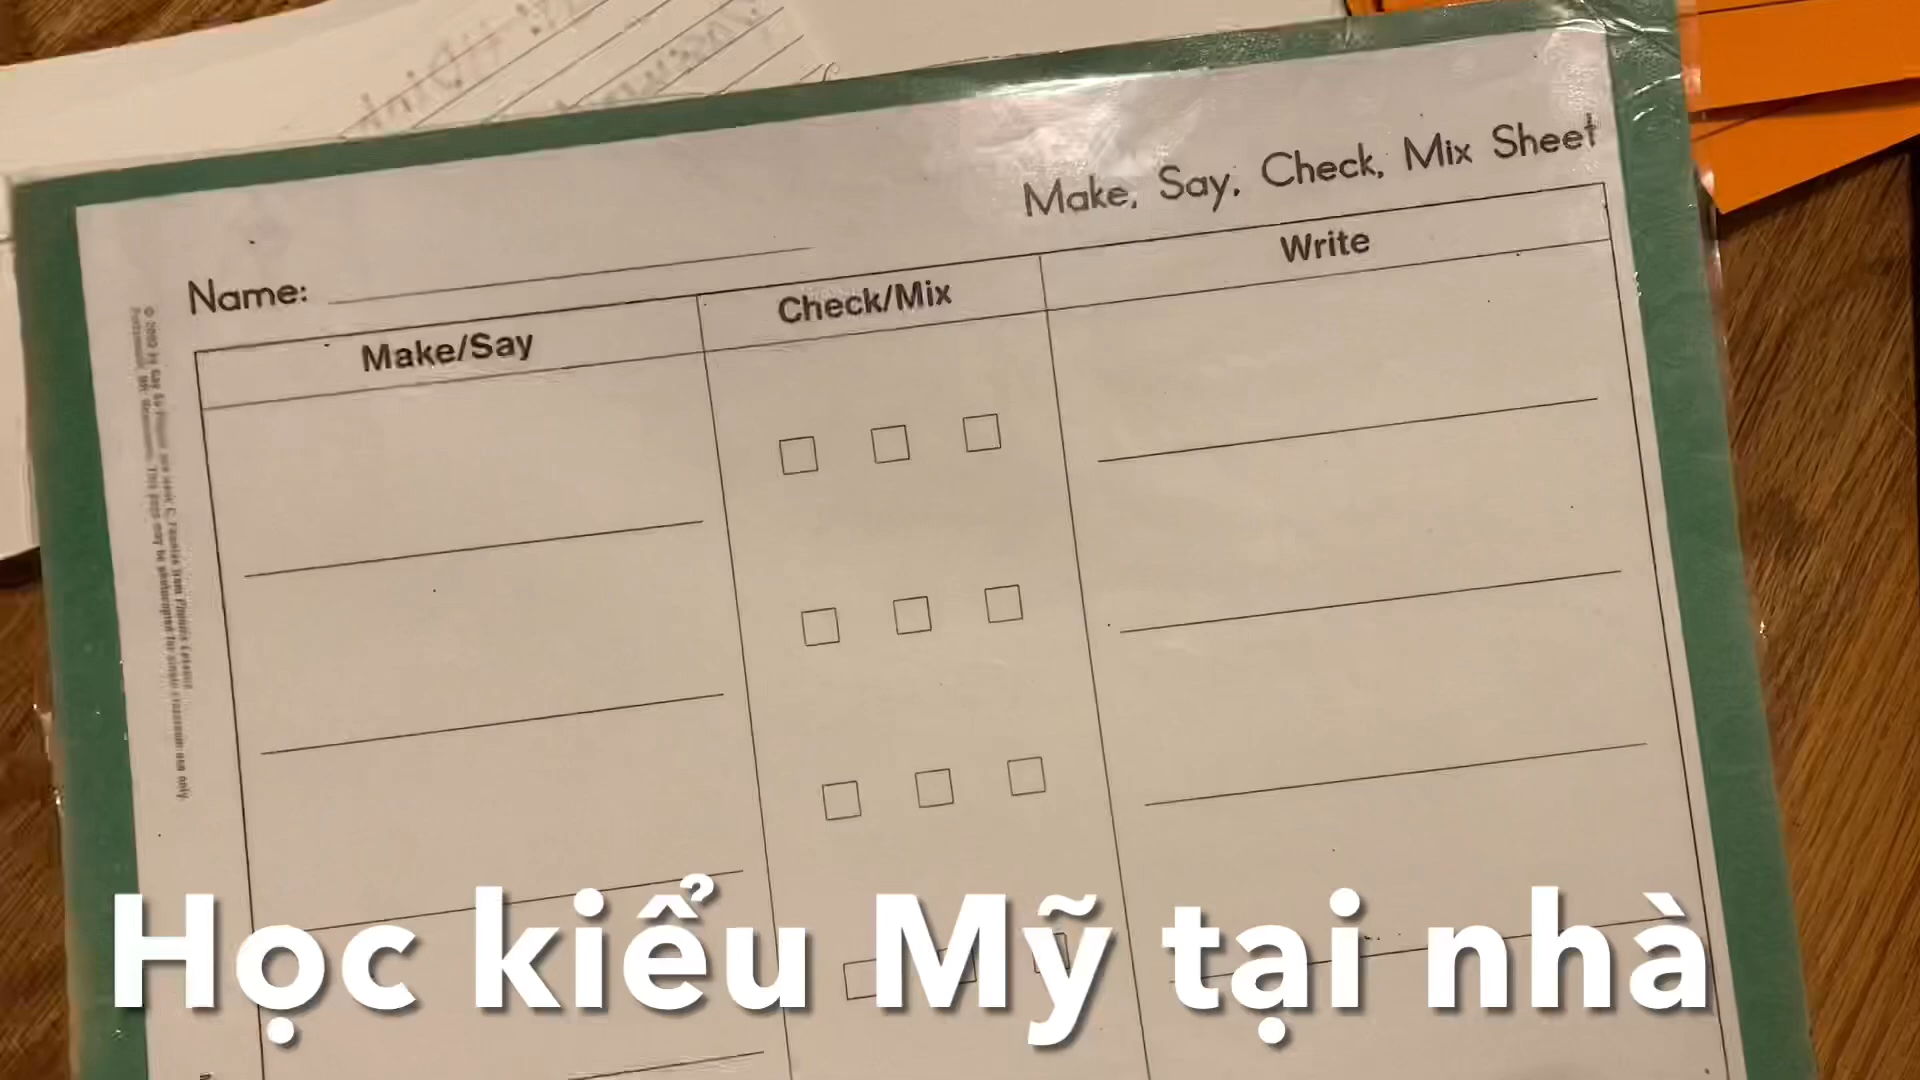 Make, Say, Check, Mix Sheet
Name:
Make/Say
Check/Mix
Write
Học kiểu Mỹ tại nhà